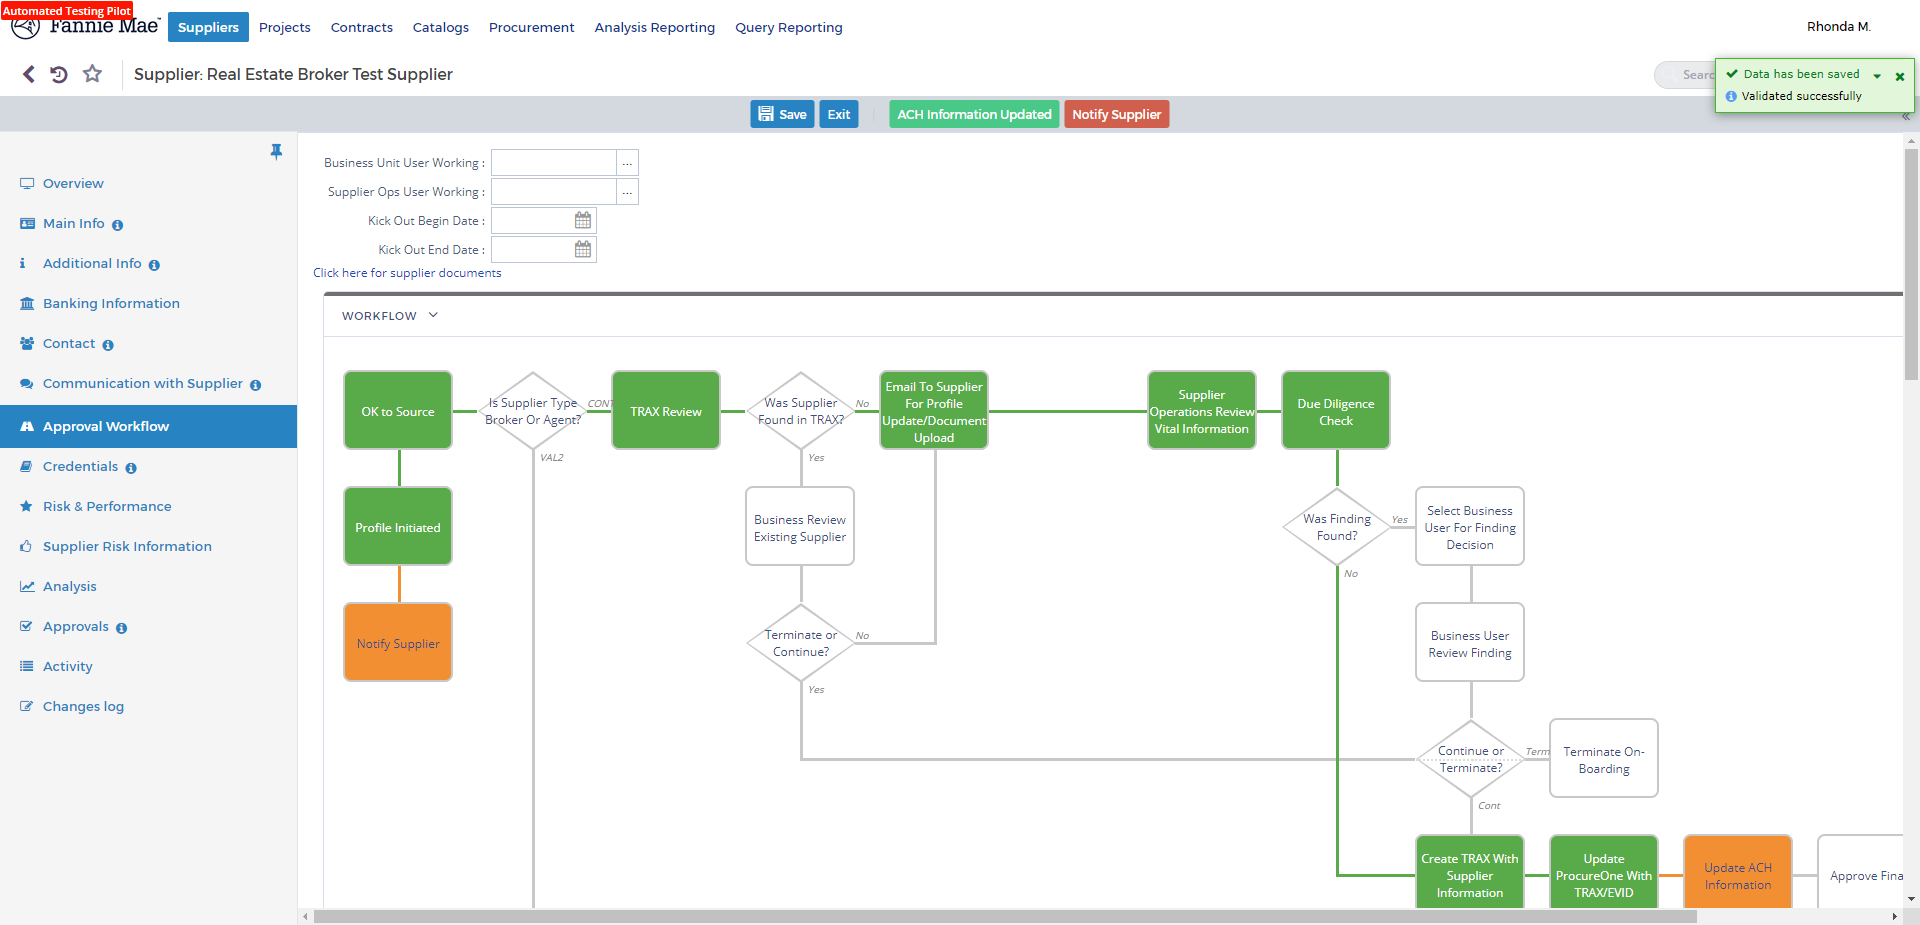 Automated Testing Pilot
Fannie Mae
Suppliers
Projects
Contracts
Catalogs
Procurement
Analysis Reporting
Query Reporting
Rhonda M.
Supplier: Real Estate Broker Test Supplier
Data has been saved
Validated successfully
Save
Exit
ACH Information Updated
Notify Supplier
Overview
Main Info
Additional Info
Banking Information
Contact
Communication with Supplier
Approval Workflow
Credentials
Risk & Performance
Supplier Risk Information
Analysis
Approvals
Activity
Changes log
Business Unit User Working :
...
Supplier Ops User Working :
...
Kick Out Begin Date :
Kick Out End Date :
Click here for supplier documents
WORKFLOW
OK to Source
Is Supplier Type
Broker Or Agent?
CONT
VAL2
TRAX Review
Was Supplier
Found in TRAX?
No
Yes
Email To Supplier
For Profile
Update/Document
Upload
Supplier
Operations Review
Vital Information
Due Diligence
Check
Profile Initiated
Business Review
Existing Supplier
Was Finding
Found?
Yes
No
Select Business
User For Finding
Decision
Notify Supplier
Terminate or
Continue?
No
Yes
Business User
Review Finding
Continue or
Terminate?
Term
Cont
Terminate On-
Boarding
Create TRAX With
Supplier
Information
Update
ProcureOne With
TRAX/EVID
Update ACH
Information
Approve Fina